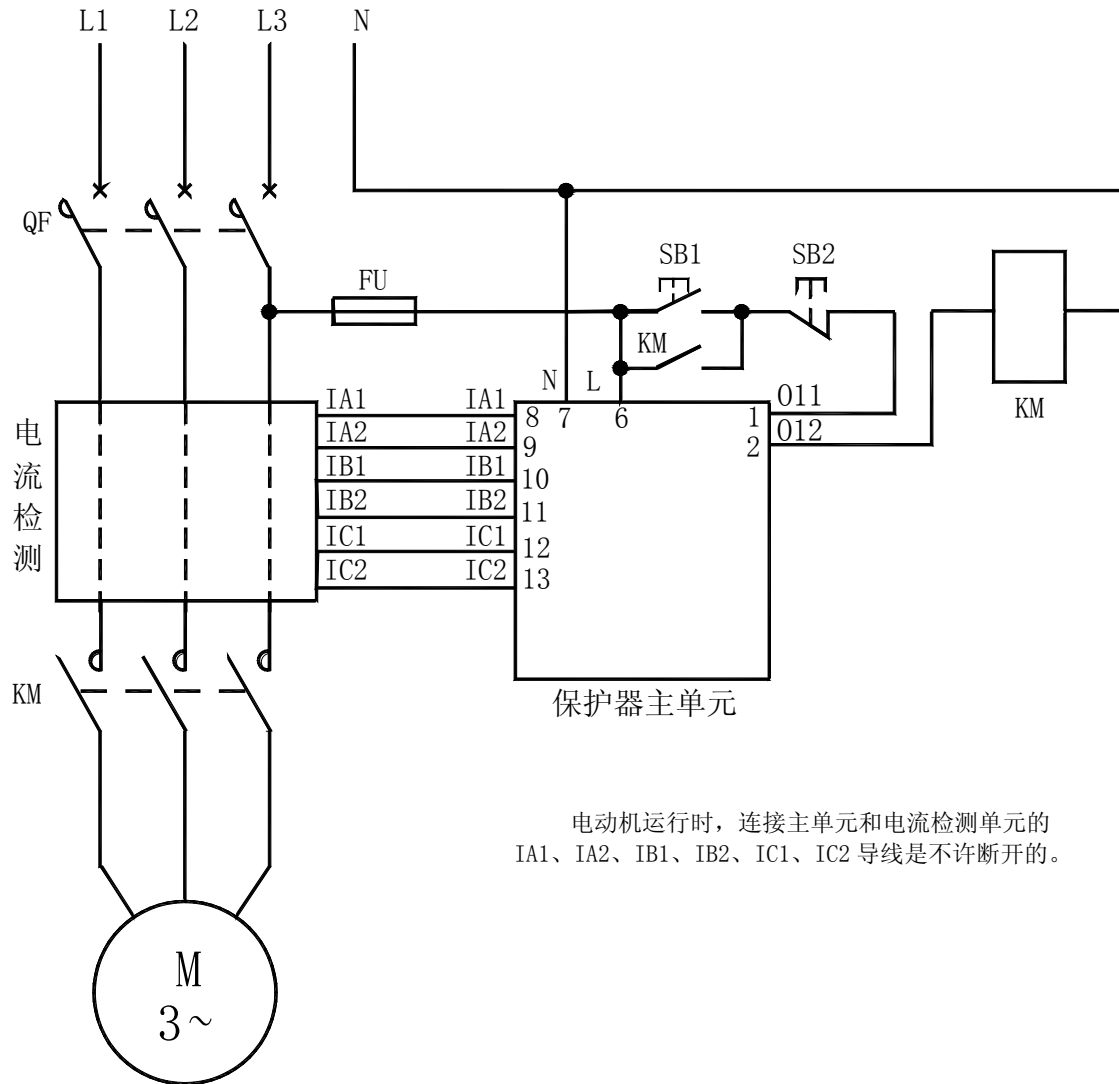 L1 L2 L3 N
QF
FU
SB1 SB2
KM
KM
N L
电流检测
IA1 IA1 8 7 6 1 O11
IA2 IA2 9 2 O12
IB1 IB1 10
IB2 IB2 11
IC1 IC1 12
IC2 IC2 13
KM
保护器主单元
电动机运行时，连接主单元和电流检测单元的
IA1、IA2、IB1、IB2、IC1、IC2 导线是不许断开的。
M
3~